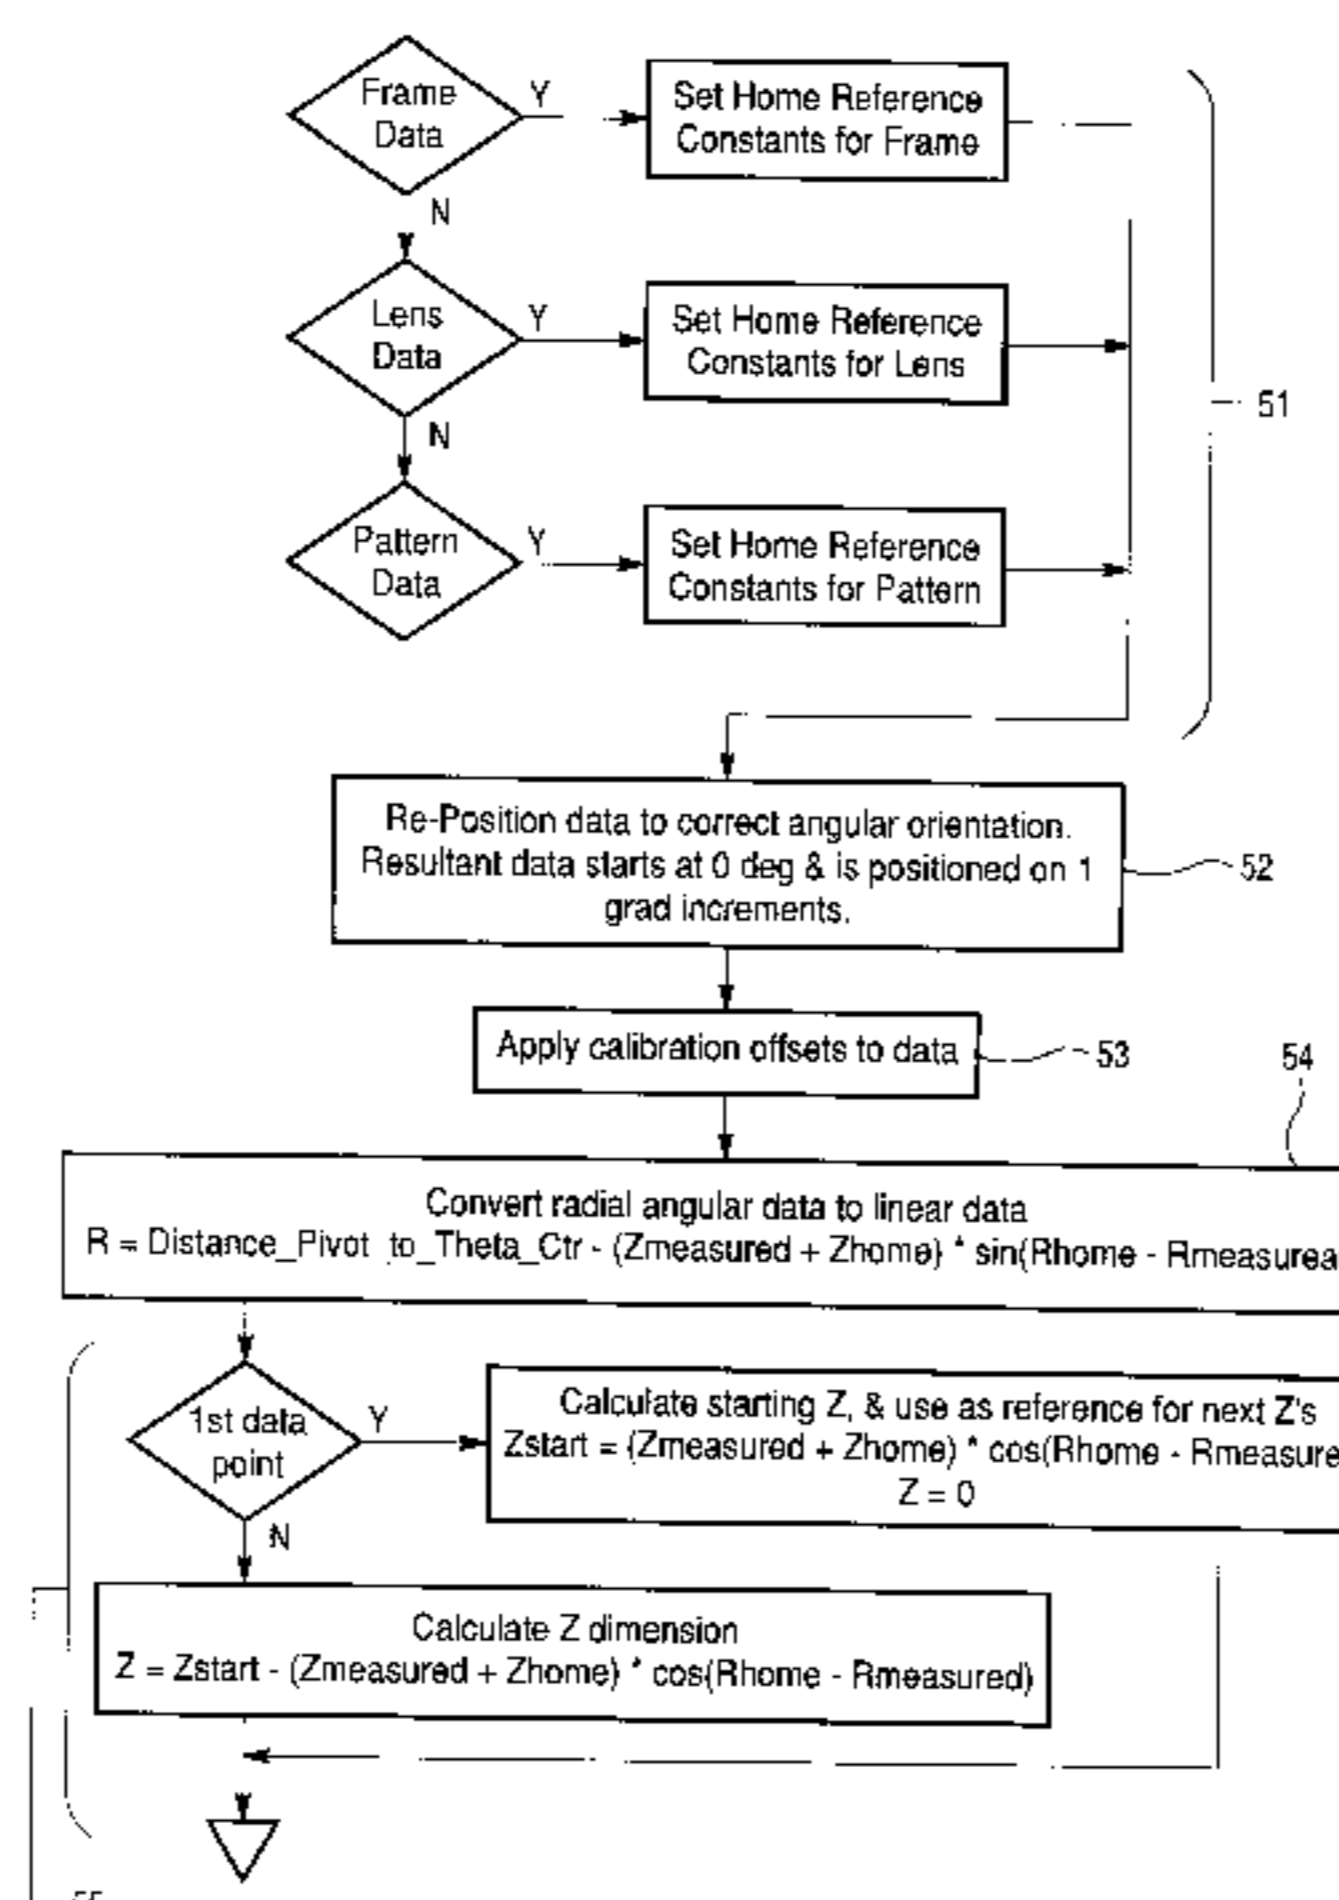 Frame
Data
Y
Set Home Reference
Constants for Frame
N
Lens
Data
Y
Set Home Reference
Constants for Lens
51
N
Pattern
Data
Y
Set Home Reference
Constants for Pattern
Re-Position data to correct angular orientation.
Resultant data starts at 0 deg & is positioned on 1
grad increments.
52
Apply calibration offsets to data
53
54
Convert radial angular data to linear data
R = Distance_Pivot_to_Theta_Ctr - (Zmeasured + Zhome) * sin(Rhome -
1st data
point
Y
Calculate starting Z, & use as reference for next Z's
Zstart = (Zmeasured + Zhome) * cos(Rhome -
Z = 0
N
Calculate Z dimension
Z = Zstart - (Zmeasured + Zhome) * cos(Rhome - Rmeasured)